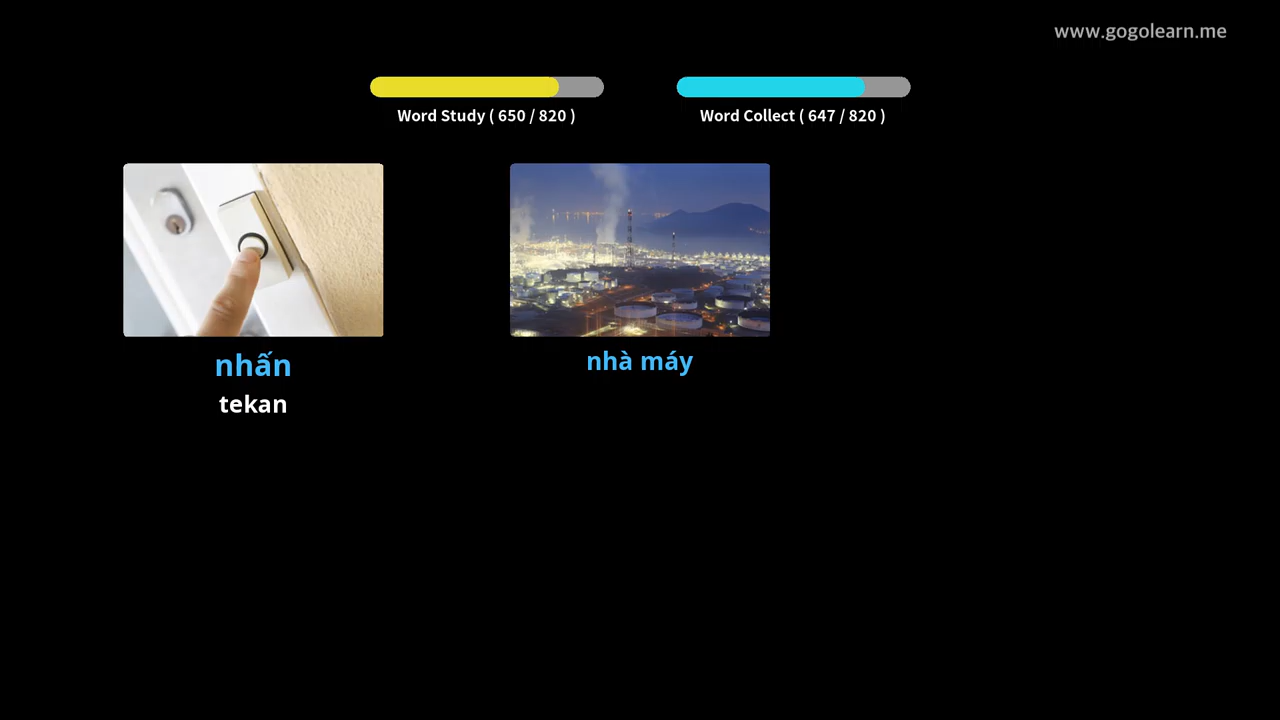 www.gogolearn.me
Word Study ( 650 / 820 )
Word Collect ( 647 / 820 )
nhấn
tekan
nhà máy